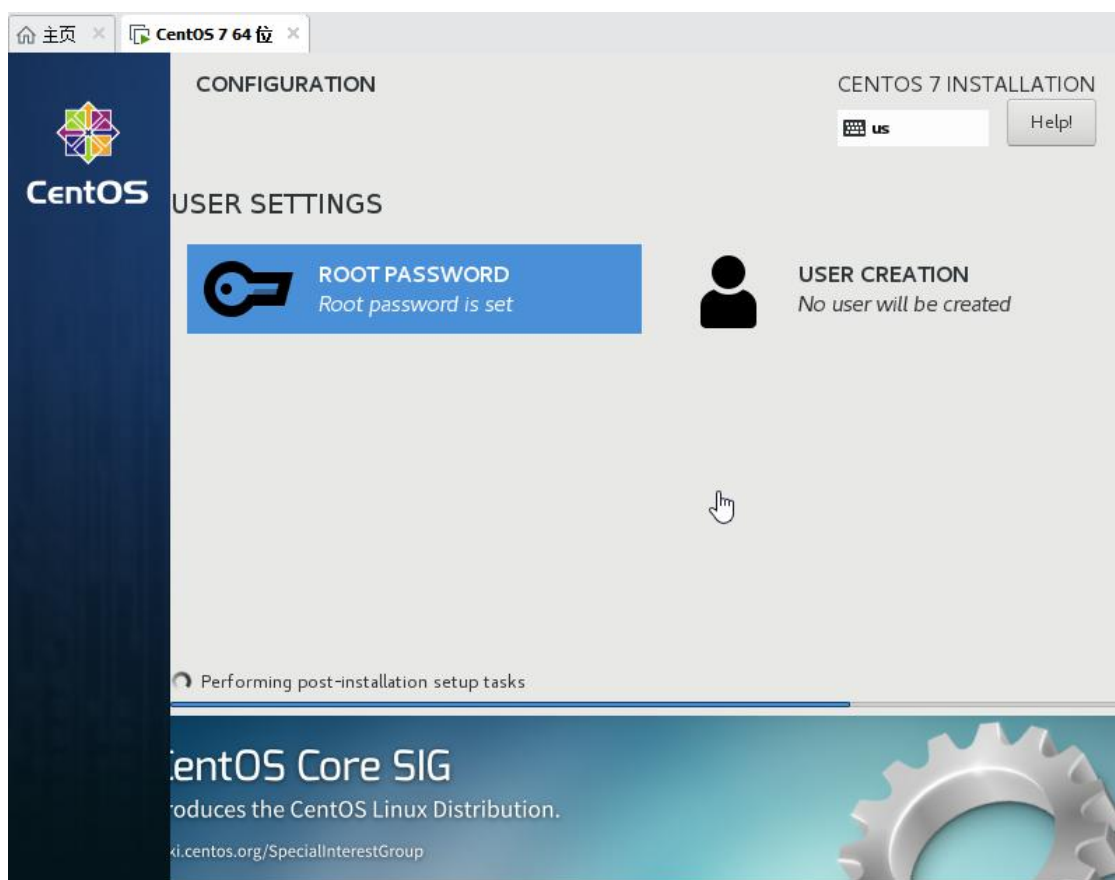 主页
CentOS 7 64 位
CentOS
CONFIGURATION
CENTOS 7 INSTALLATION
us
Help!
USER SETTINGS
ROOT PASSWORD
Root password is set
USER CREATION
No user will be created
Performing post-installation setup tasks
entOS Core SIG
oduces the CentOS Linux Distribution.
ki.centos.org/SpecialInterestGroup